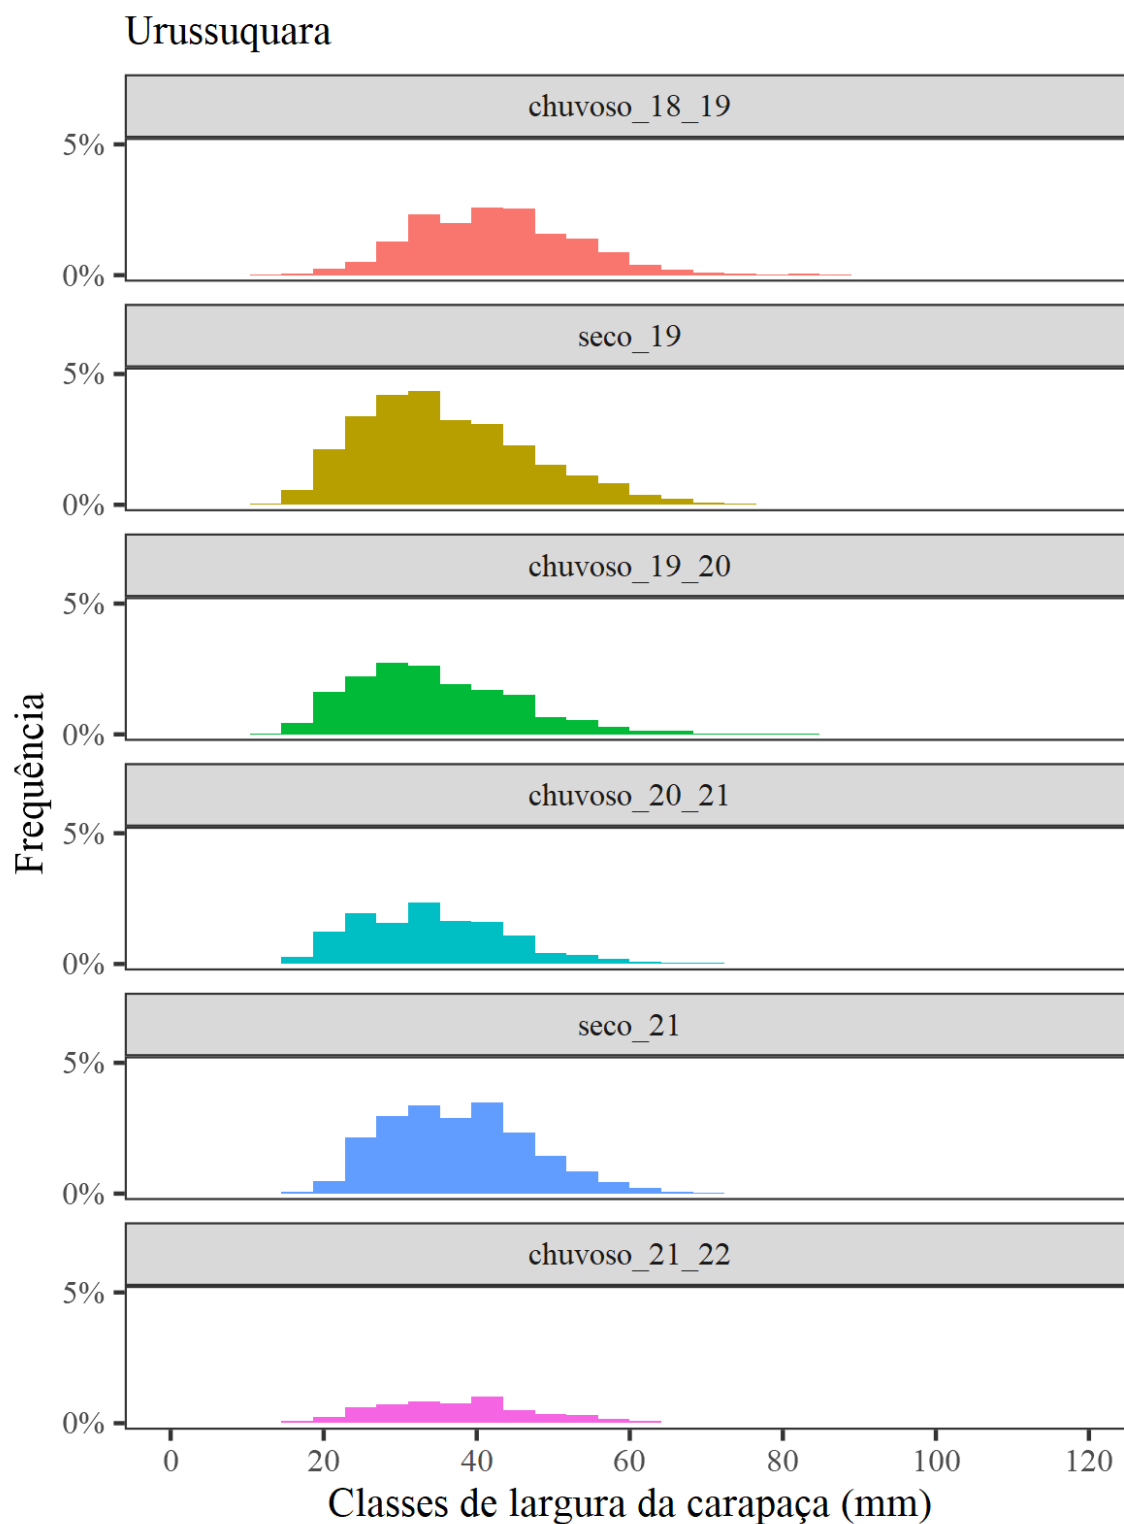 Urussuquara
chuvoso_18_19
5%
0%
seco_19
5%
0%
chuvoso_19_20
5%
0%
Frequência
chuvoso_20_21
5%
0%
seco_21
5%
0%
chuvoso_21_22
5%
0%
0 20 40 60 80 100 120
Classes de largura da carapaça (mm)